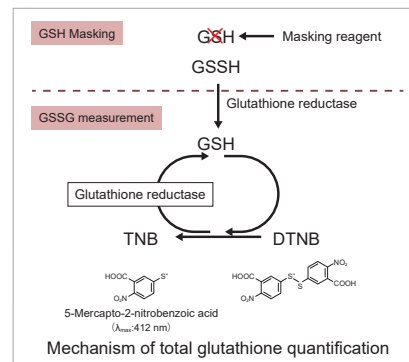 GSH Masking
GSH
Masking reagent
GSSH
Glutathione reductase
GSSG measurement
GSH
Glutathione reductase
TNB
DTNB
HOOC
S⁻
O₂N
HOOC
O₂N
S
S
NO₂
COOH
5-Mercapto-2-nitrobenzoic acid
(λmax:412 nm)
Mechanism of total glutathione quantification